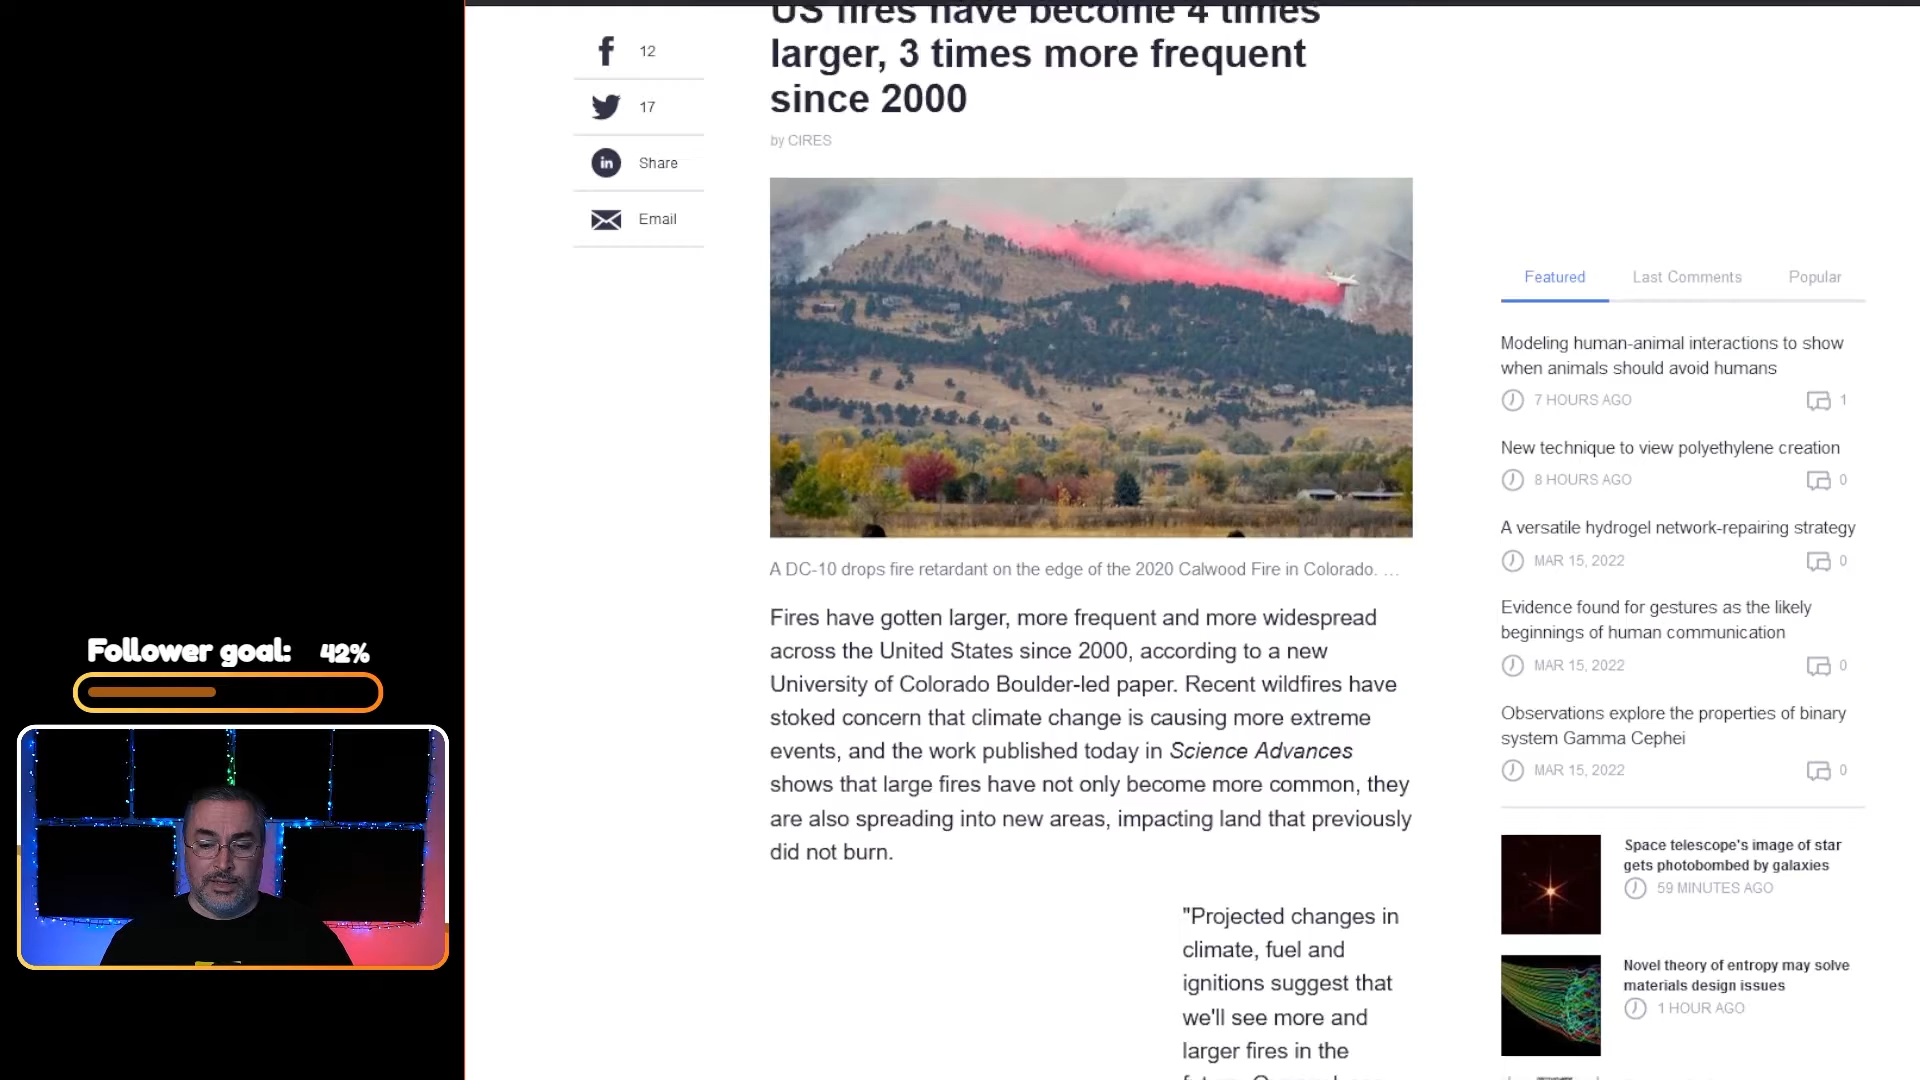 US fires have become 4 times
larger, 3 times more frequent
since 2000
by CIRES
12
17
in
Share
Email
A DC-10 drops fire retardant on the edge of the 2020 Calwood Fire in Colorado. ...
Fires have gotten larger, more frequent and more widespread
across the United States since 2000, according to a new
University of Colorado Boulder-led paper. Recent wildfires have
stoked concern that climate change is causing more extreme
events, and the work published today in Science Advances
shows that large fires have not only become more common, they
are also spreading into new areas, impacting land that previously
did not burn.
"Projected changes in
climate, fuel and
ignitions suggest that
we'll see more and
larger fires in the
Featured
Last Comments
Popular
Modeling human-animal interactions to show
when animals should avoid humans
7 HOURS AGO
1
New technique to view polyethylene creation
8 HOURS AGO
0
A versatile hydrogel network-repairing strategy
MAR 15, 2022
0
Evidence found for gestures as the likely
beginnings of human communication
MAR 15, 2022
0
Observations explore the properties of binary
system Gamma Cephei
MAR 15, 2022
0
Space telescope's image of star
gets photobombed by galaxies
59 MINUTES AGO
Novel theory of entropy may solve
materials design issues
1 HOUR AGO
Follower goal: 42%